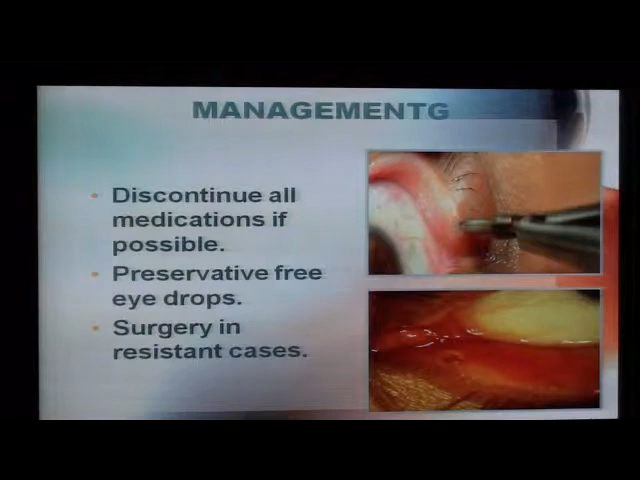 MANAGEMENTG
• Discontinue all
medications if
possible.
• Preservative free
eye drops.
• Surgery in
resistant cases.